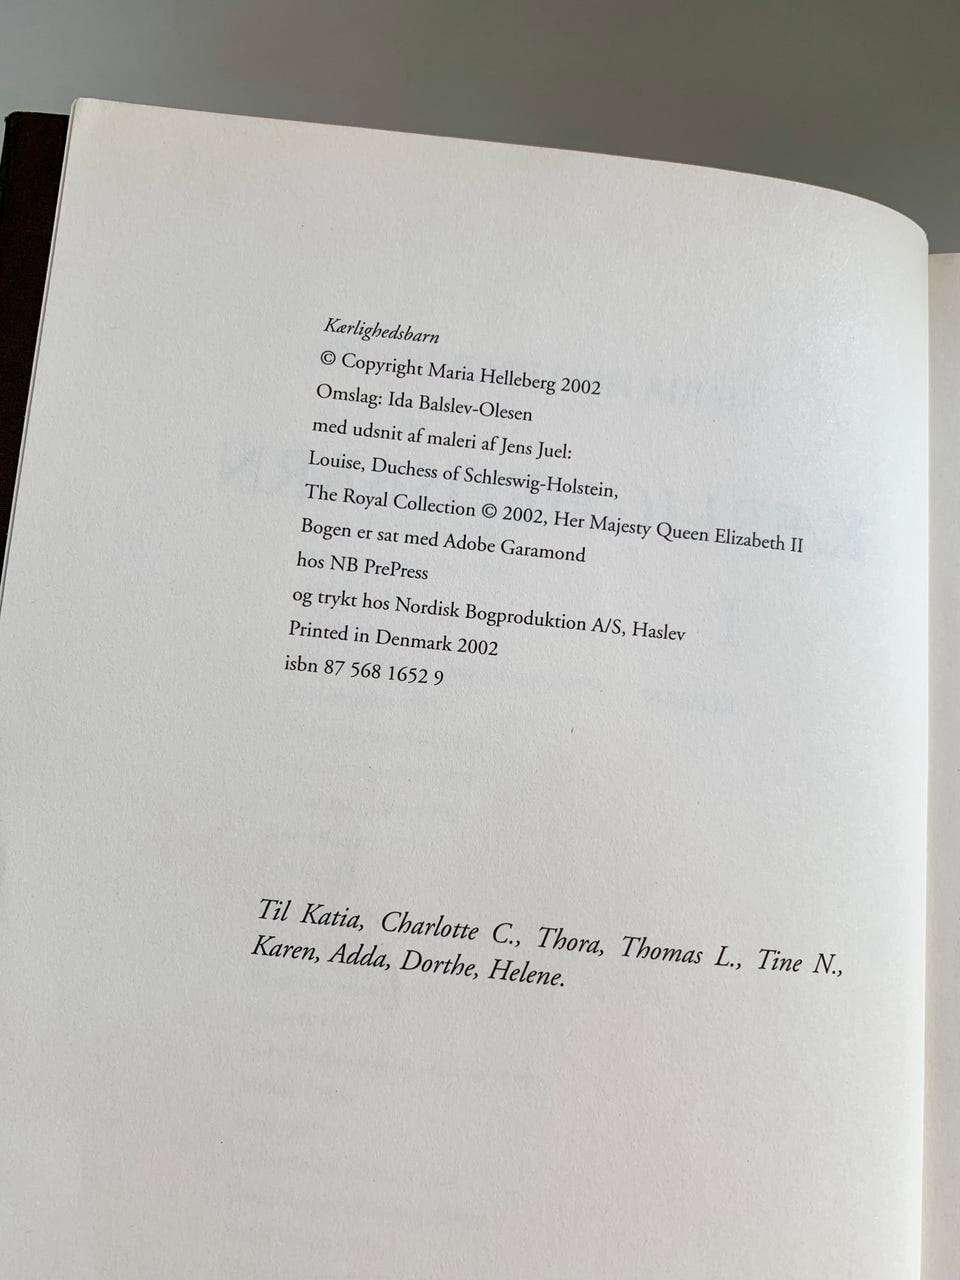 Kærlighedsbarn
© Copyright Maria Helleberg 2002
Omslag: Ida Balslev-Olesen
med udsnit af maleri af Jens Juel:
Louise, Duchess of Schleswig-Holstein,
The Royal Collection © 2002, Her Majesty Queen Elizabeth II
Bogen er sat med Adobe Garamond
hos NB PrePress
og trykt hos Nordisk Bogproduktion A/S, Haslev
Printed in Denmark 2002
isbn 87 568 1652 9
Til Katia, Charlotte C., Thora, Thomas L., Tine N.,
Karen, Adda, Dorthe, Helene.